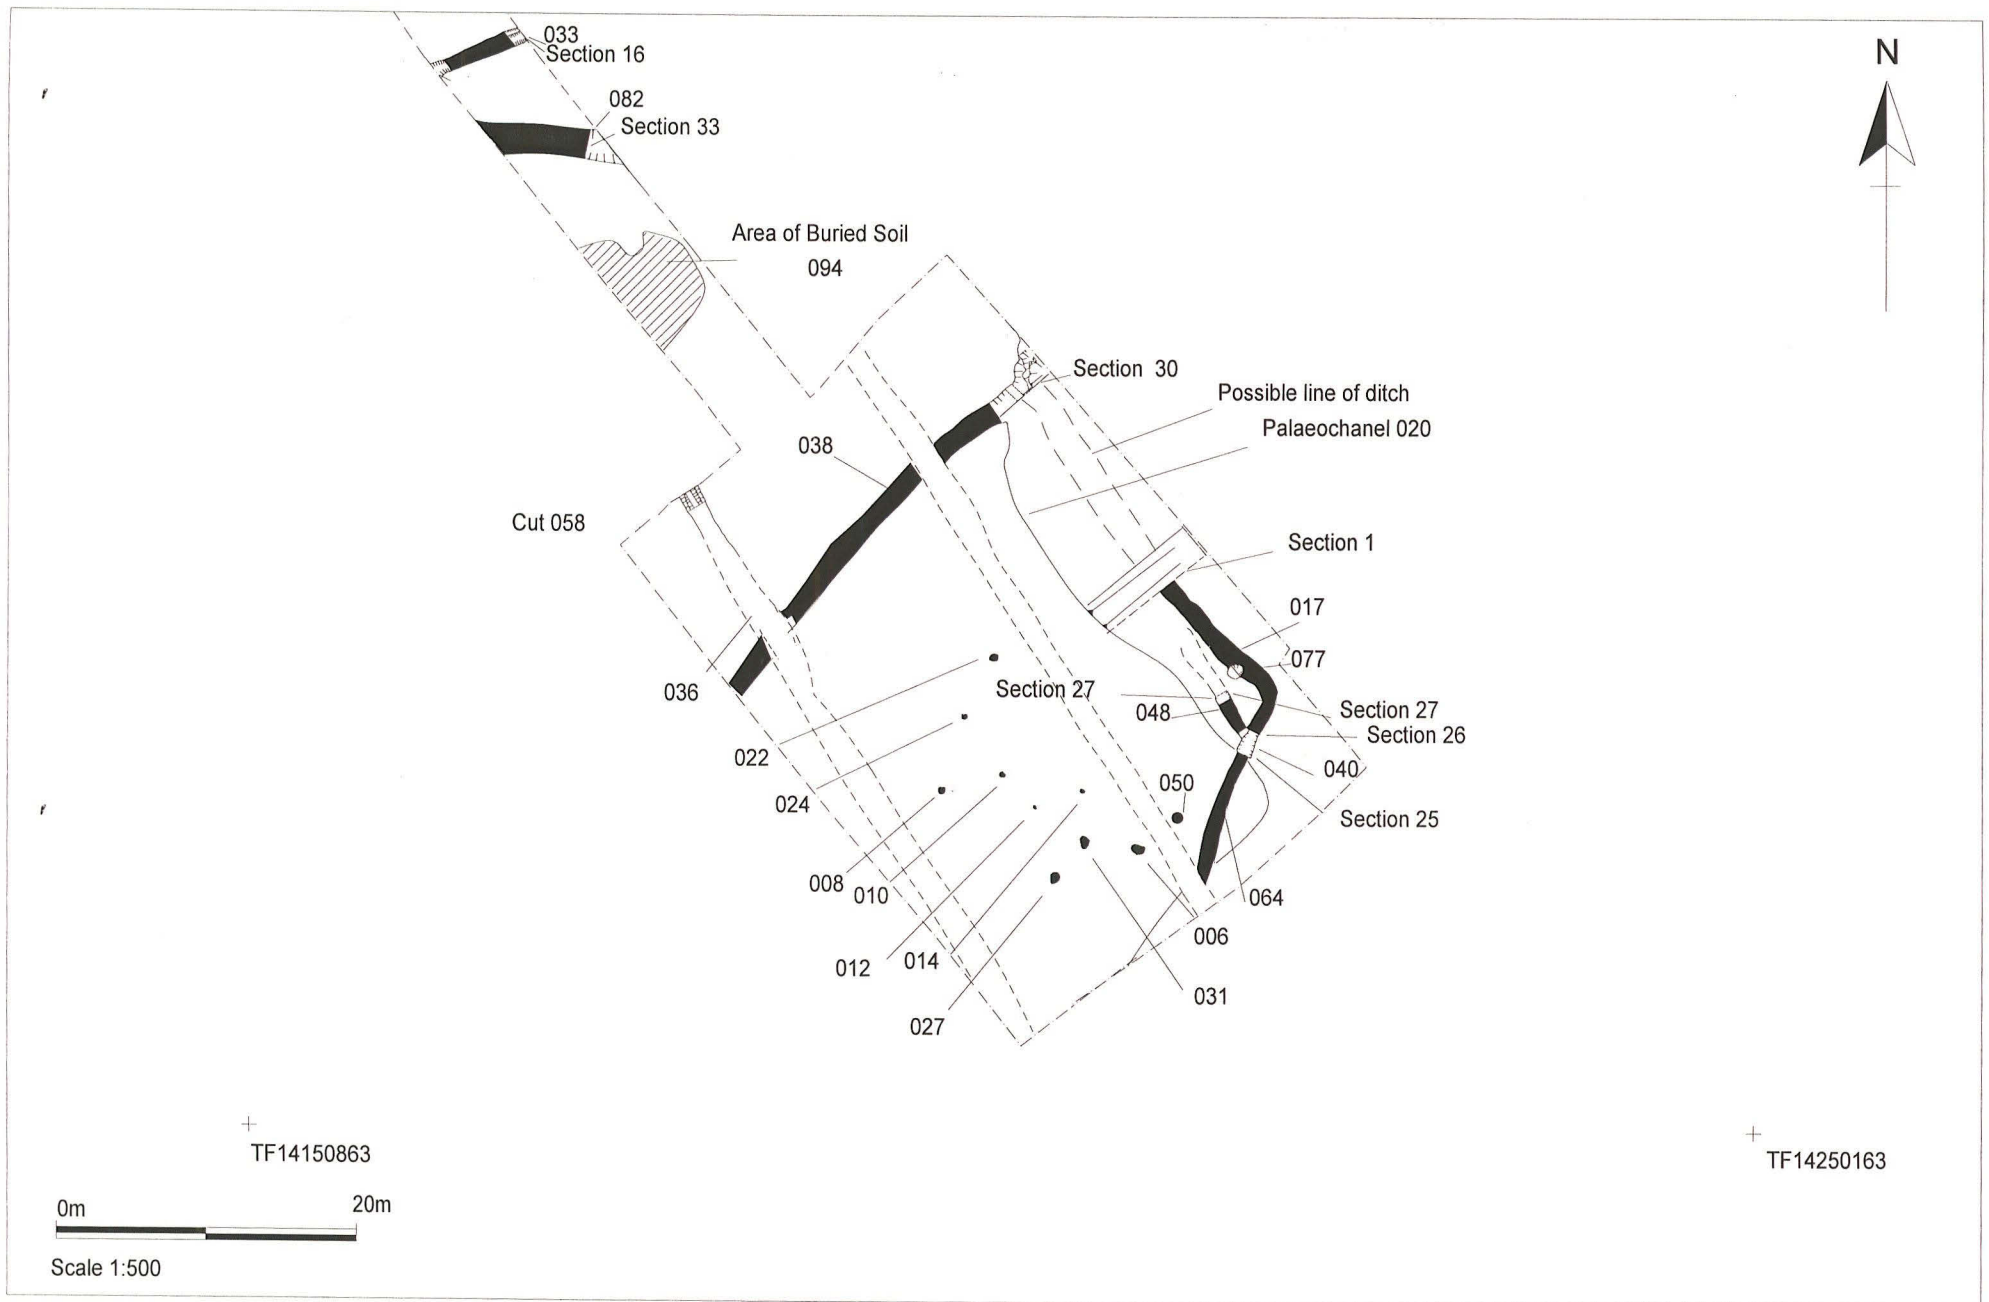 N
033
Section 16
082
Section 33
Area of Buried Soil
094
Section 30
Possible line of ditch
Palaeochanel 020
038
Cut 058
Section 1
017
077
036
Section 27
048
Section 27
Section 26
022
040
050
024
Section 25
008
010
064
006
012
014
031
027
TF14150863
TF14250163
0m
20m
Scale 1:500